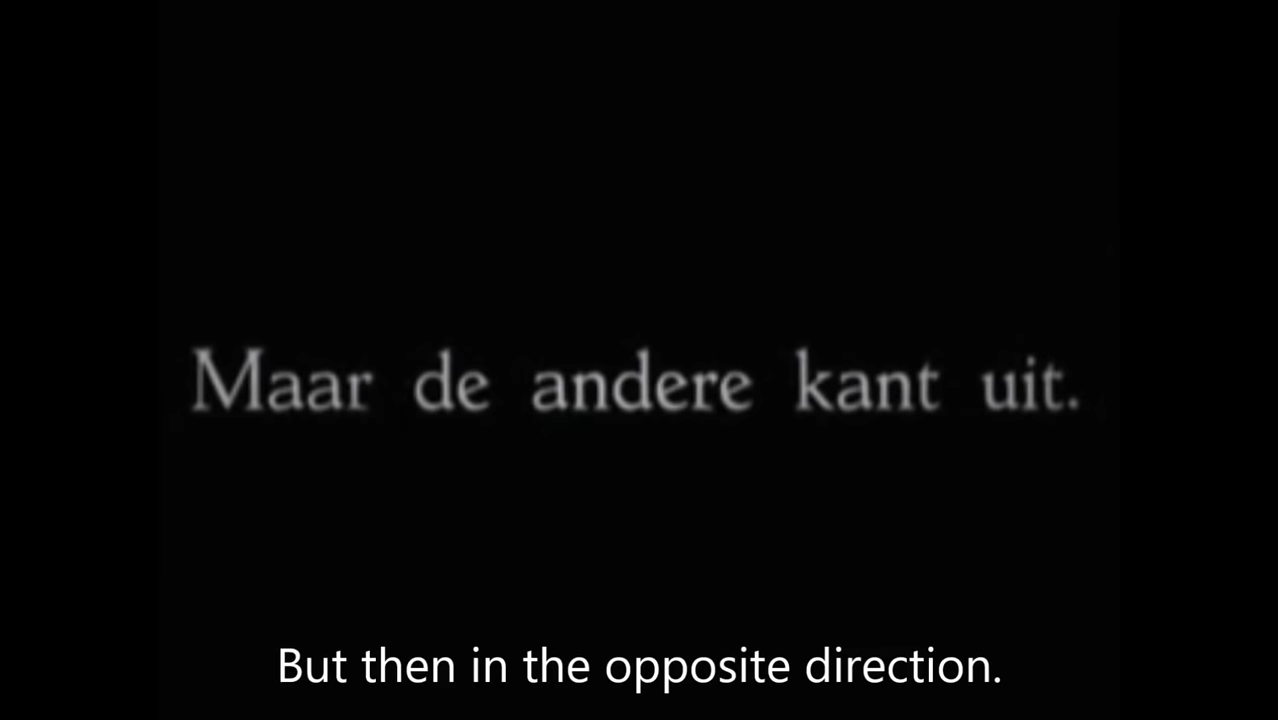 Maar de andere kant uit.
But then in the opposite direction.